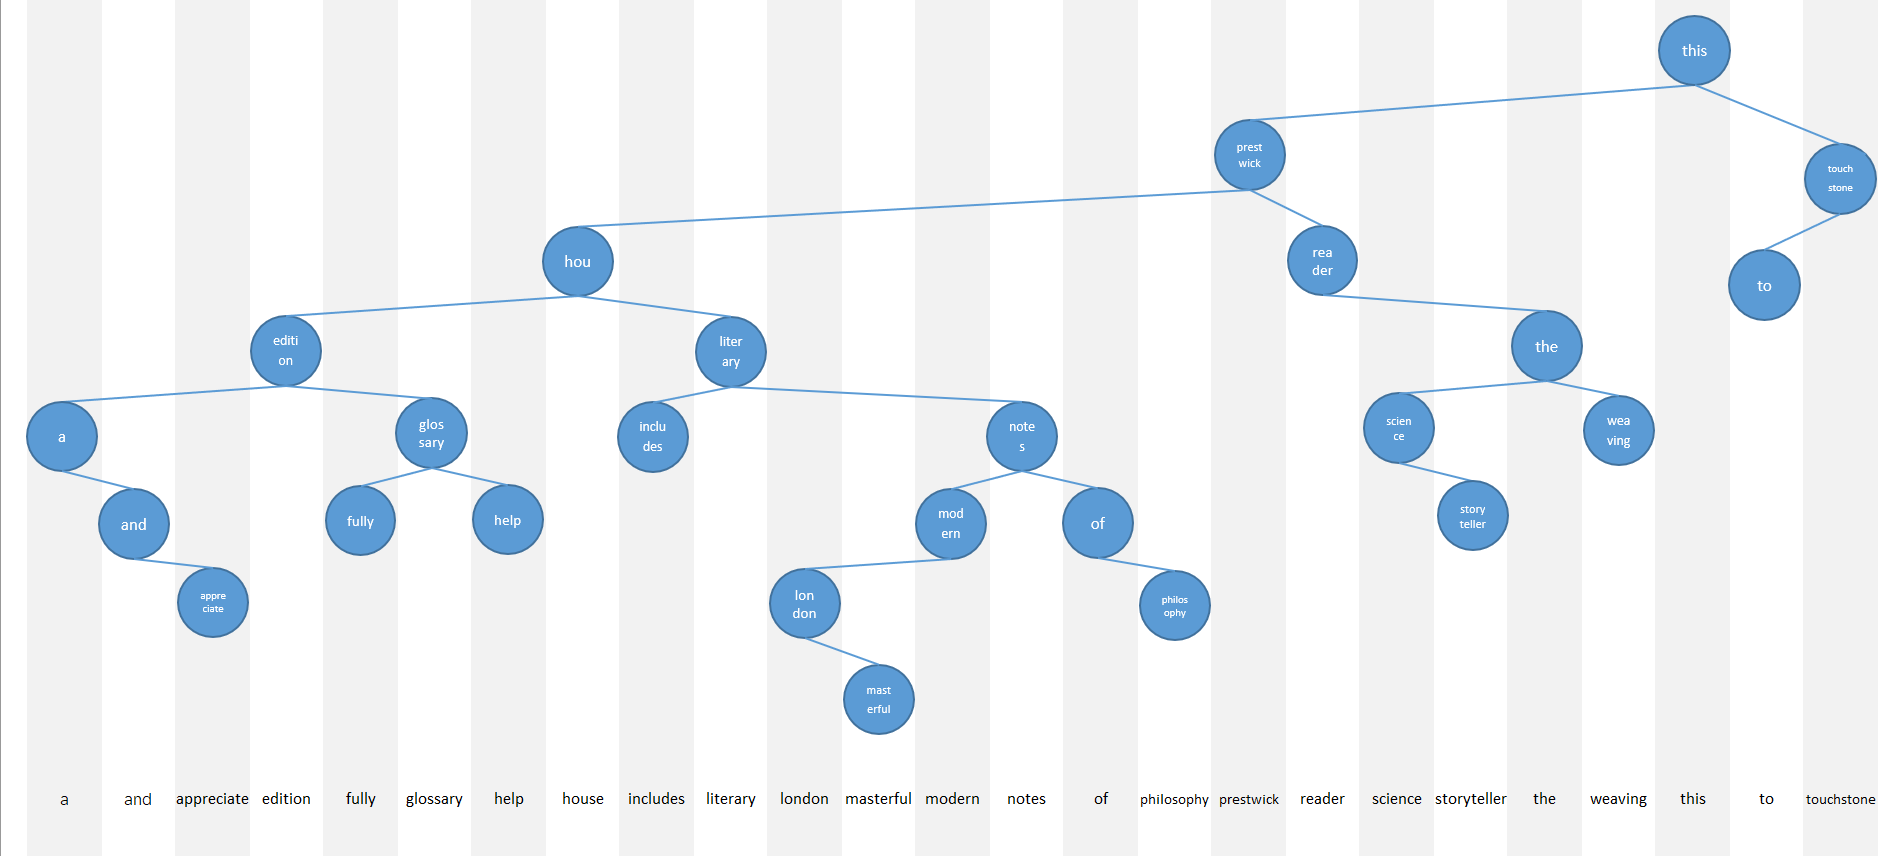 this
prest
wick
touch
stone
hou
rea
der
to
editi
on
liter
ary
the
a
glos
sary
inclu
des
note
s
scien
ce
wea
ving
and
fully
help
mod
ern
of
story
teller
appre
ciate
lon
don
philos
ophy
mast
erful
a and appreciate edition fully glossary help house includes literary london masterful modern notes of philosophy prestwick reader science storyteller the weaving this to touchstone